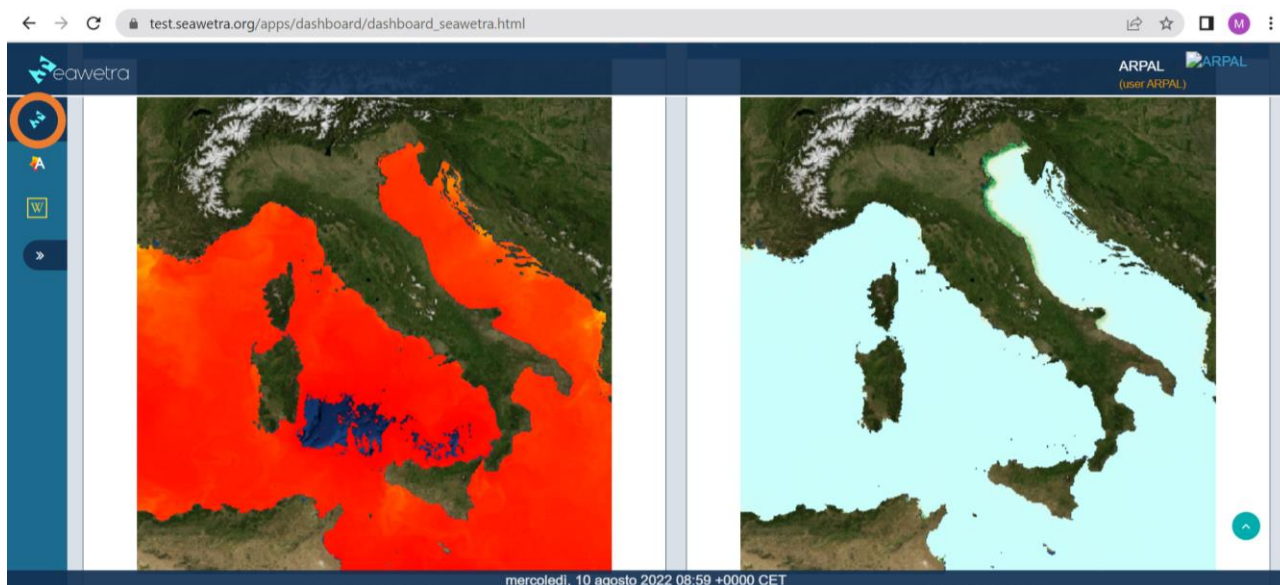 test.seawetra.org/apps/dashboard/dashboard_seawetra.html
M
eawetra
ARPAL
ARPAL
(user ARPAL)
A
W
mercoledì, 10 agosto 2022 08:59 +0000 CET